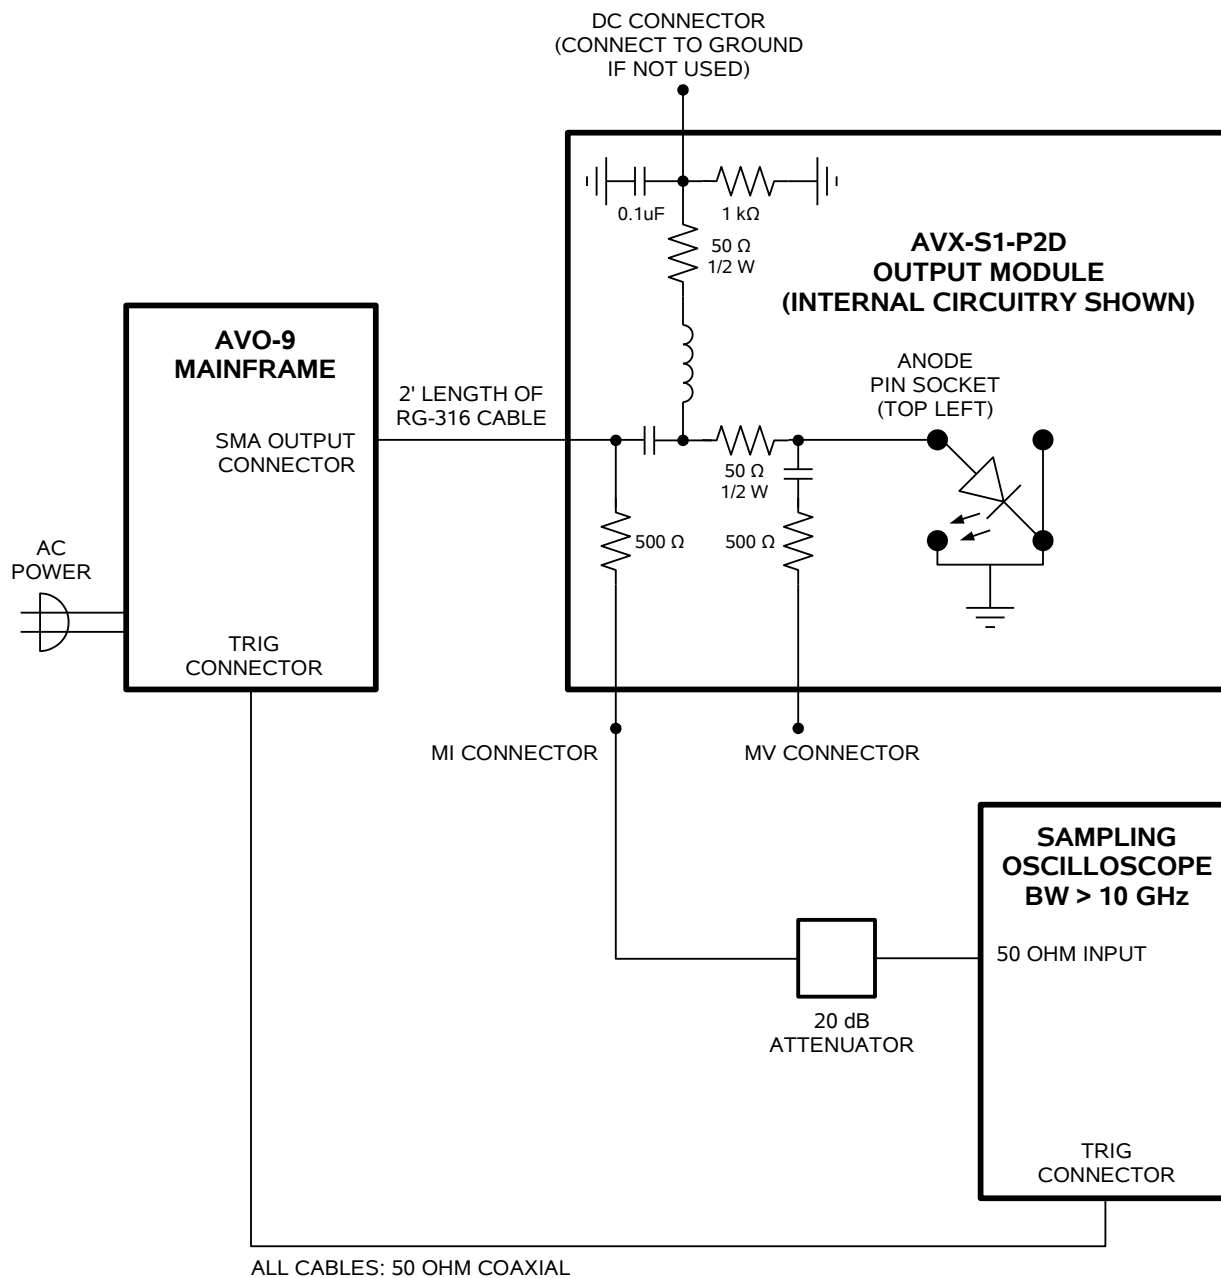 DC CONNECTOR
(CONNECT TO GROUND
IF NOT USED)
0.1uF
1 kΩ
50 Ω
1/2 W
AVX-S1-P2D
OUTPUT MODULE
(INTERNAL CIRCUITRY SHOWN)
AVO-9
MAINFRAME
2' LENGTH OF
RG-316 CABLE
ANODE
PIN SOCKET
(TOP LEFT)
SMA OUTPUT
CONNECTOR
50 Ω
1/2 W
500 Ω
500 Ω
AC
POWER
TRIG
CONNECTOR
MI CONNECTOR
MV CONNECTOR
SAMPLING
OSCILLOSCOPE
BW > 10 GHz
50 OHM INPUT
20 dB
ATTENUATOR
TRIG
CONNECTOR
ALL CABLES: 50 OHM COAXIAL